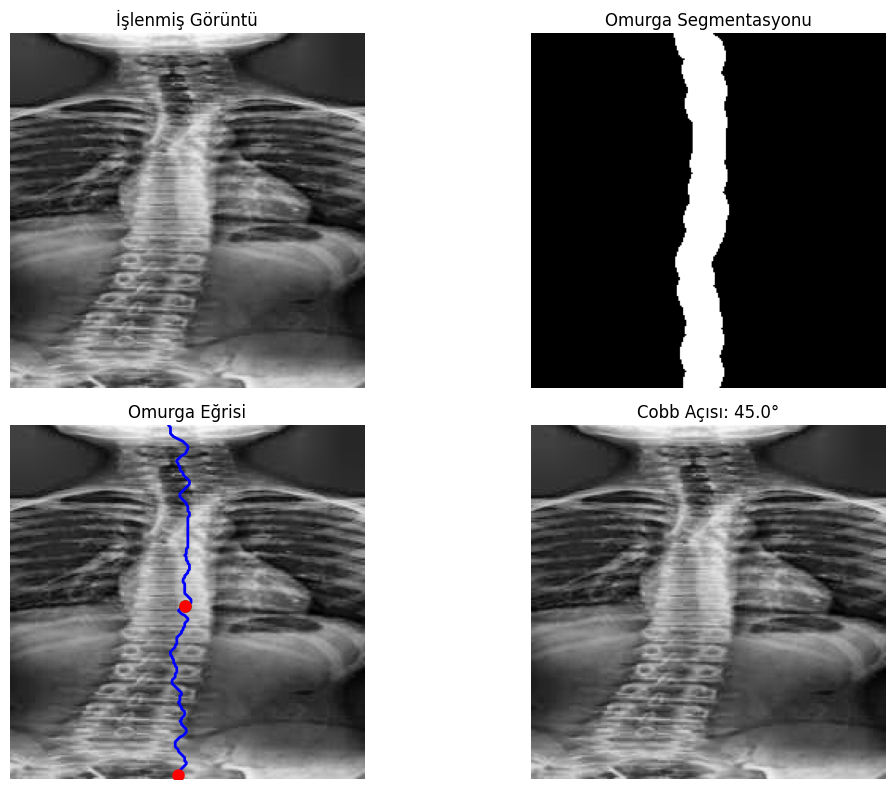 İşlenmiş Görüntü
Omurga Segmentasyonu
Omurga Eğrisi
Cobb Açısı: 45.0°